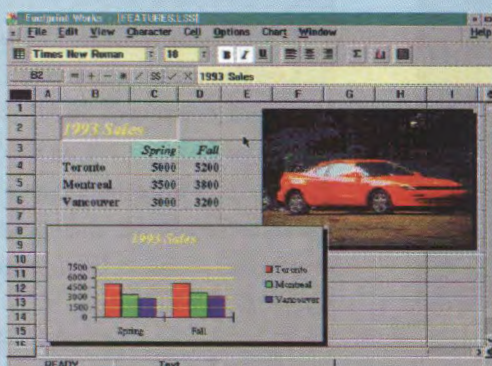 Footprint Works - [FEATURES.LSS]
File Edit View Character Cell Options Chart Window Help
Times New Roman 10 B I U Σ
B2 = + - * / $$ 1993 Sales
A B C D E F G H I
1
2 1993 Sales
3 Spring Fall
4 Toronto 5000 5200
5 Montreal 3500 3800
6 Vancouver 3000 3200
7
8
9 1993 Sales
10
11 7500
6000
12 4500
13 3000
14 1500
0
Toronto
Montreal
Vancouver
15 Spring Fall
READY Text